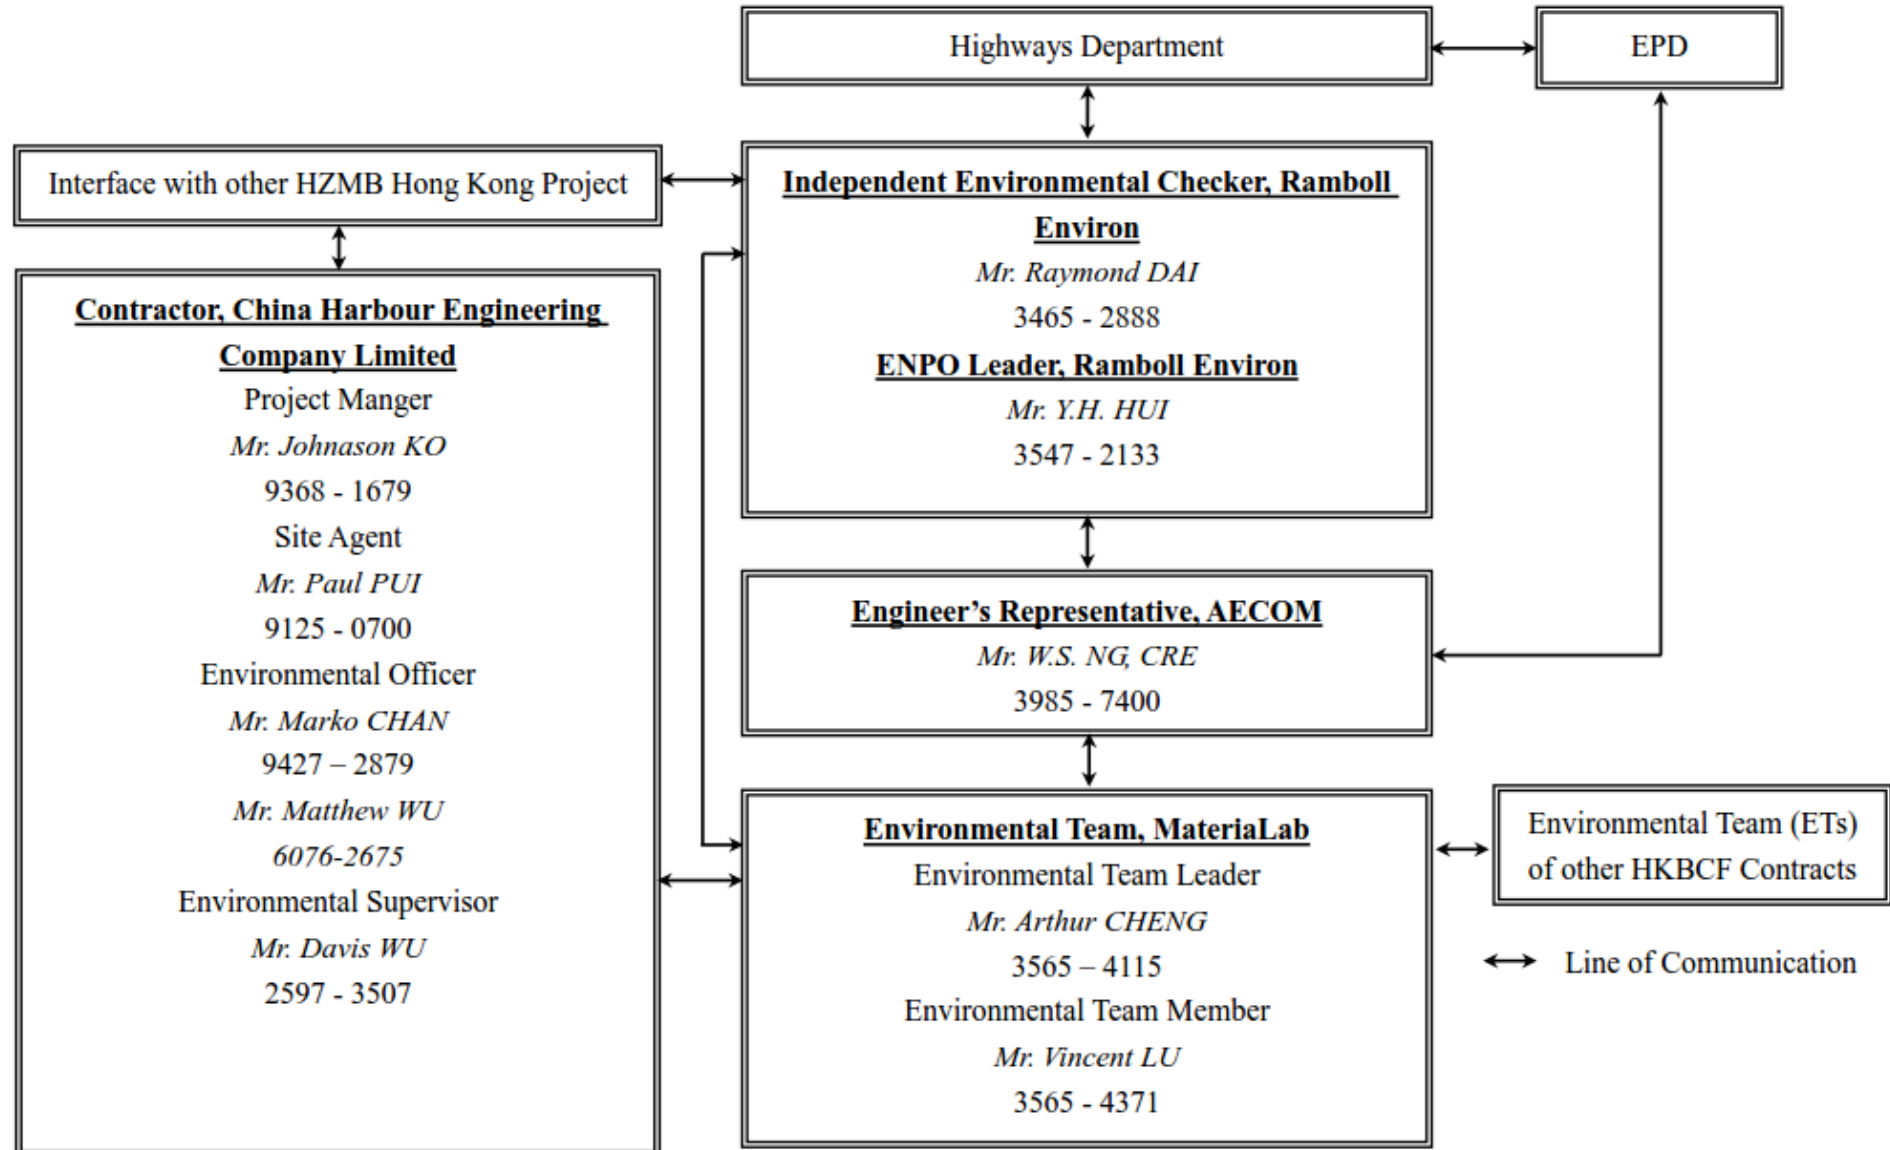 Highways Department
EPD
Interface with other HZMB Hong Kong Project
Independent Environmental Checker, Ramboll
Environ
Mr. Raymond DAI
3465 - 2888
ENPO Leader, Ramboll Environ
Mr. Y.H. HUI
3547 - 2133
Contractor, China Harbour Engineering
Company Limited
Project Manger
Mr. Johnason KO
9368 - 1679
Site Agent
Mr. Paul PUI
9125 - 0700
Environmental Officer
Mr. Marko CHAN
9427 – 2879
Mr. Matthew WU
6076-2675
Environmental Supervisor
Mr. Davis WU
2597 - 3507
Engineer’s Representative, AECOM
Mr. W.S. NG, CRE
3985 - 7400
Environmental Team, MateriaLab
Environmental Team Leader
Mr. Arthur CHENG
3565 – 4115
Environmental Team Member
Mr. Vincent LU
3565 - 4371
Environmental Team (ETs)
of other HKBCF Contracts
Line of Communication